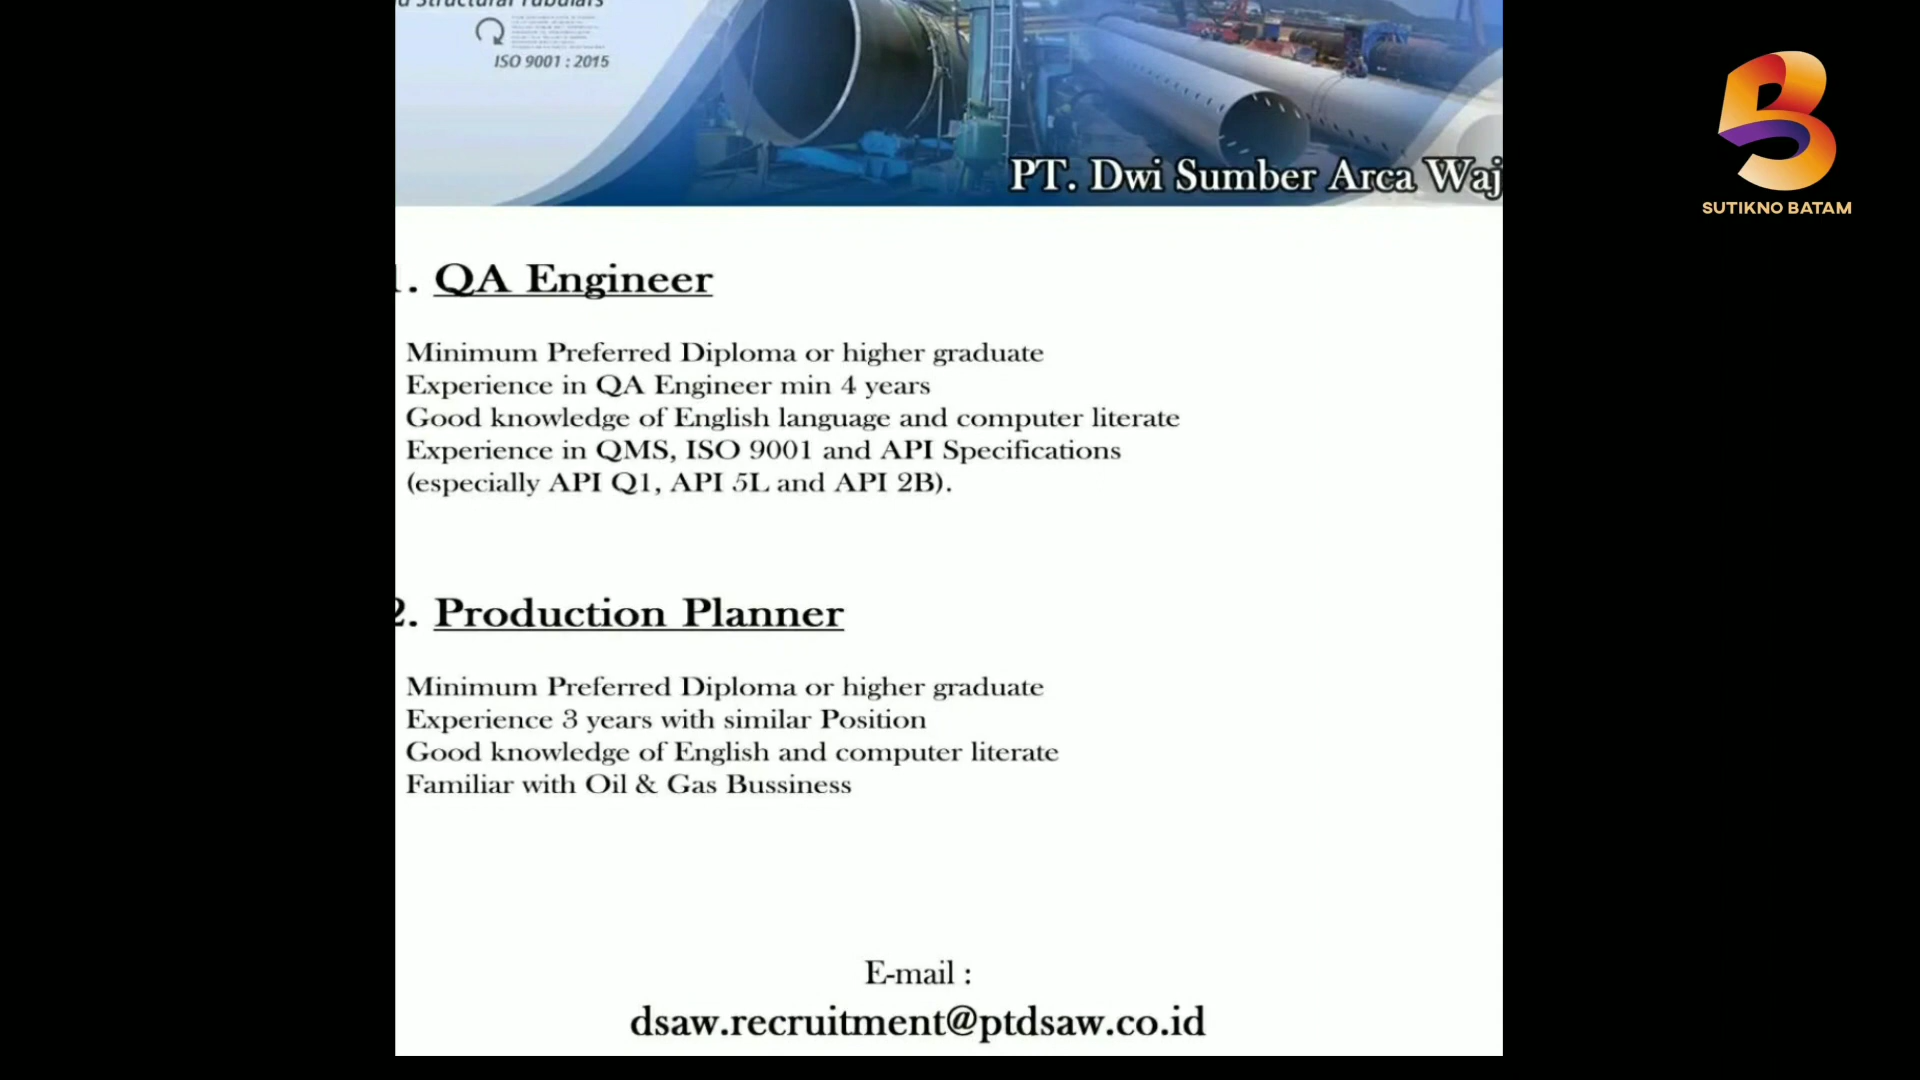 Structural Tubulars
ISO 9001 : 2015
PT. Dwi Sumber Arca Waj
SUTIKNO BATAM
1. QA Engineer
Minimum Preferred Diploma or higher graduate
Experience in QA Engineer min 4 years
Good knowledge of English language and computer literate
Experience in QMS, ISO 9001 and API Specifications
(especially API Q1, API 5L and API 2B).
2. Production Planner
Minimum Preferred Diploma or higher graduate
Experience 3 years with similar Position
Good knowledge of English and computer literate
Familiar with Oil & Gas Bussiness
E-mail :
dsaw.recruitment@ptdsaw.co.id